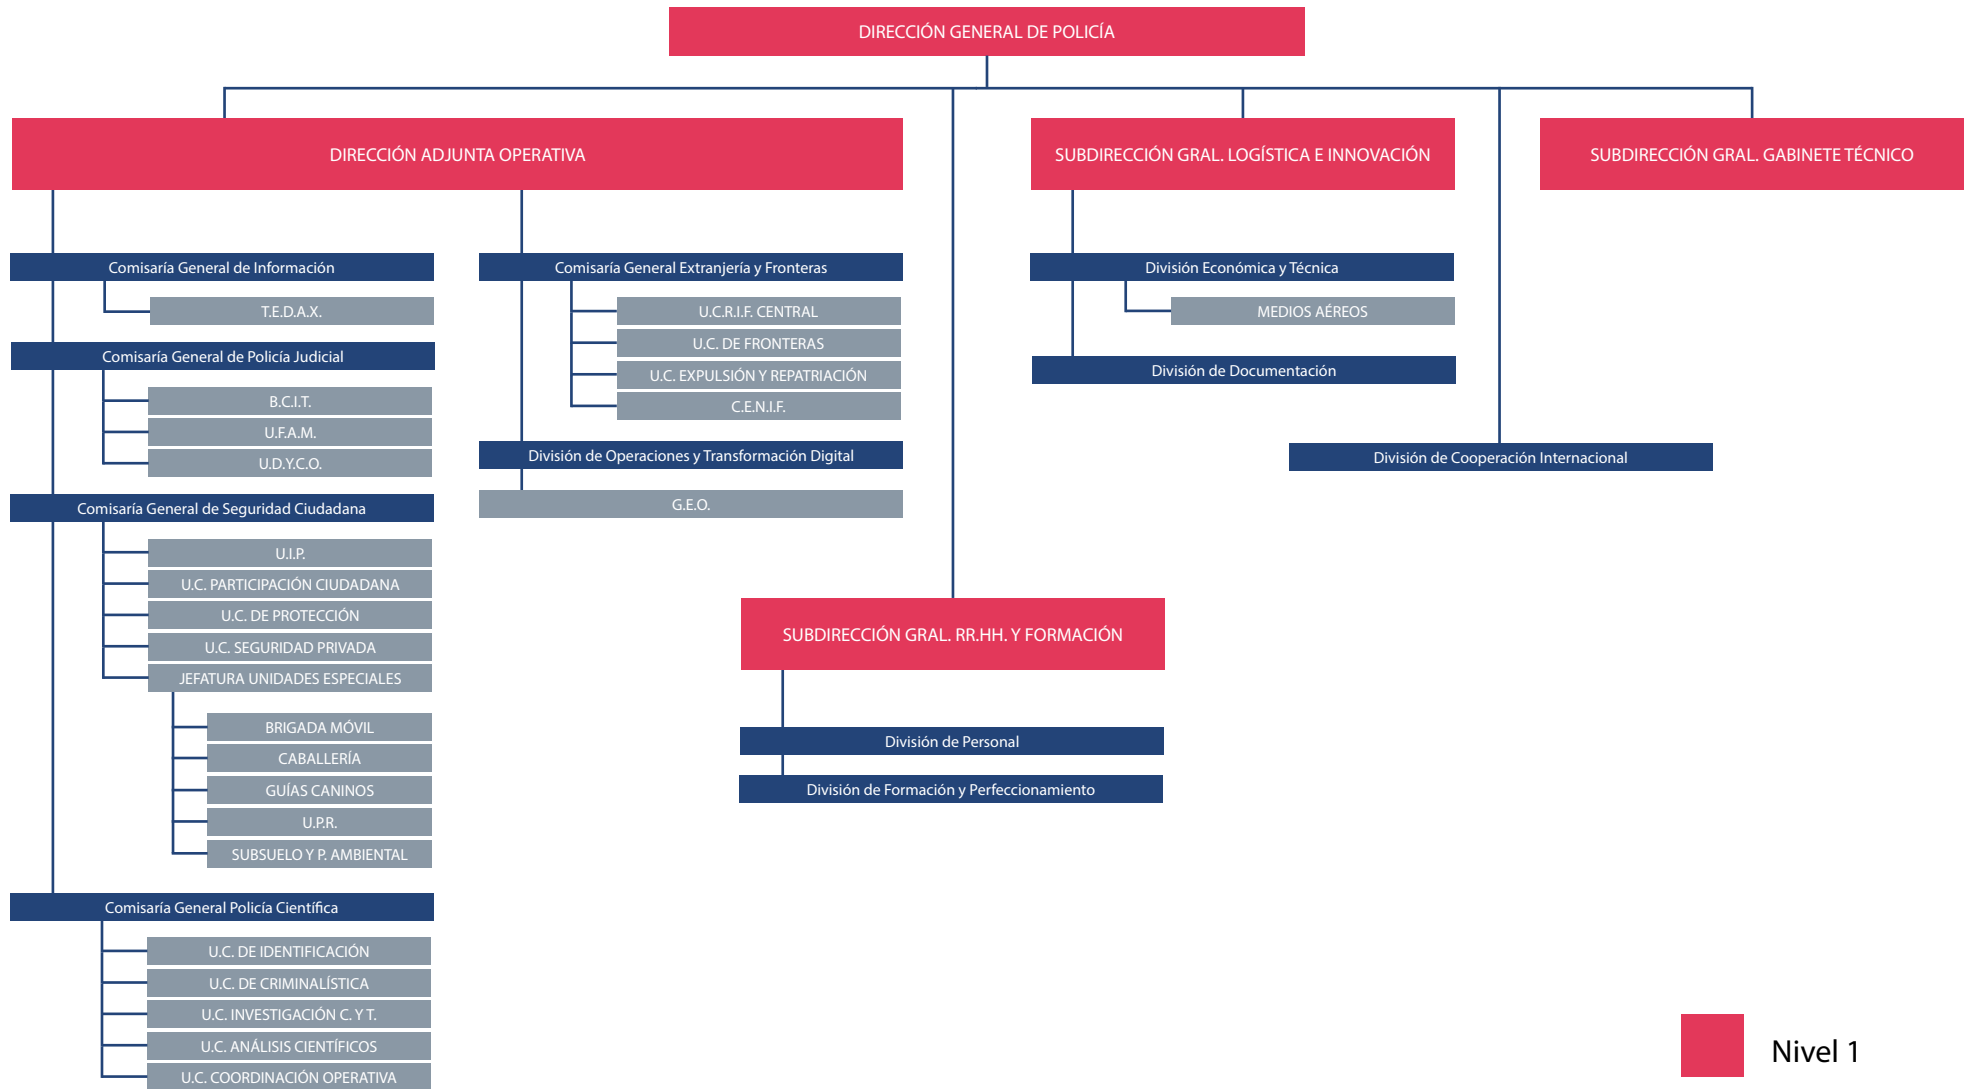 DIRECCIÓN GENERAL DE POLICÍA
DIRECCIÓN ADJUNTA OPERATIVA
SUBDIRECCIÓN GRAL. LOGÍSTICA E INNOVACIÓN
SUBDIRECCIÓN GRAL. GABINETE TÉCNICO
Comisaría General de Información
T.E.D.A.X.
Comisaría General de Policía Judicial
B.C.I.T.
U.F.A.M.
U.D.Y.C.O.
Comisaría General de Seguridad Ciudadana
U.I.P.
U.C. PARTICIPACIÓN CIUDADANA
U.C. DE PROTECCIÓN
U.C. SEGURIDAD PRIVADA
JEFATURA UNIDADES ESPECIALES
BRIGADA MÓVIL
CABALLERÍA
GUÍAS CANINOS
U.P.R.
SUBSUELO Y P. AMBIENTAL
Comisaría General Policía Científica
U.C. DE IDENTIFICACIÓN
U.C. DE CRIMINALÍSTICA
U.C. INVESTIGACIÓN C. Y T.
U.C. ANÁLISIS CIENTÍFICOS
U.C. COORDINACIÓN OPERATIVA
Comisaría General Extranjería y Fronteras
U.C.R.I.F. CENTRAL
U.C. DE FRONTERAS
U.C. EXPULSIÓN Y REPATRIACIÓN
C.E.N.I.F.
División de Operaciones y Transformación Digital
G.E.O.
División Económica y Técnica
MEDIOS AÉREOS
División de Documentación
División de Cooperación Internacional
SUBDIRECCIÓN GRAL. RR.HH. Y FORMACIÓN
División de Personal
División de Formación y Perfeccionamiento
Nivel 1